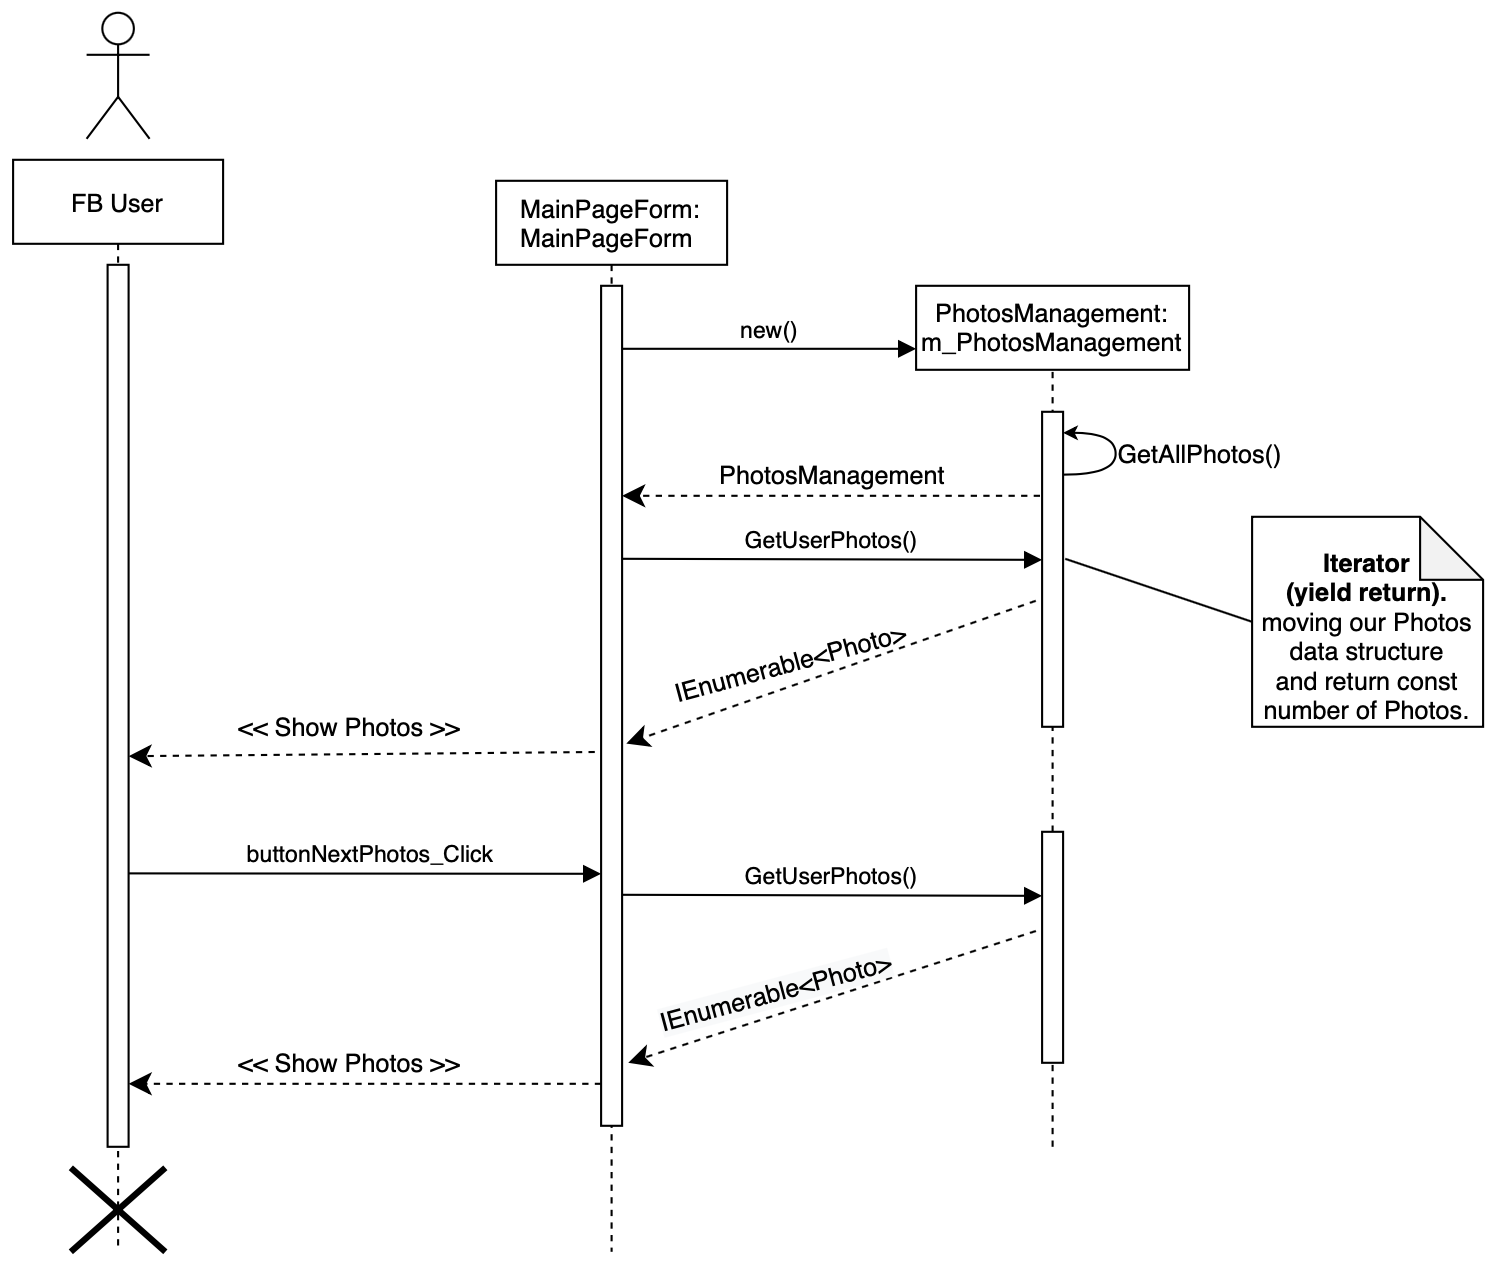 FB User
MainPageForm:
MainPageForm
PhotosManagement:
m_PhotosManagement
new()
GetAllPhotos()
PhotosManagement
GetUserPhotos()
Iterator
(yield return).
moving our Photos
data structure
and return const
number of Photos.
IEnumerable<Photo>
<< Show Photos >>
buttonNextPhotos_Click
GetUserPhotos()
IEnumerable<Photo>
<< Show Photos >>